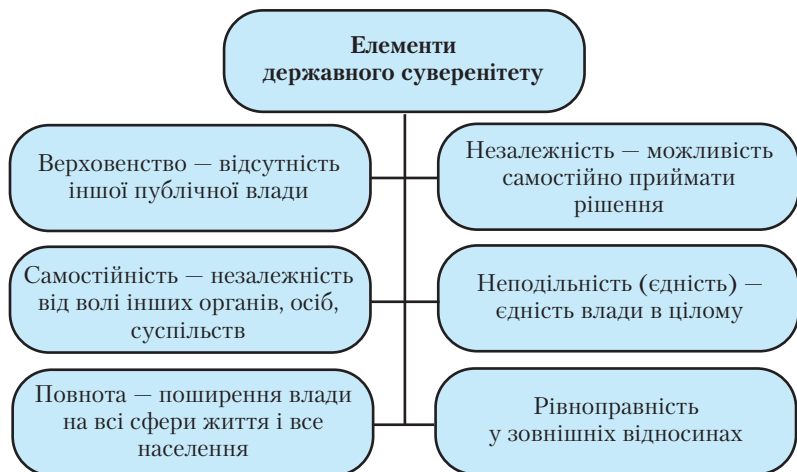 Елементи
державного суверенітету
Верховенство — відсутність
іншої публічної влади
Незалежність — можливість
самостійно приймати
рішення
Самостійність — незалежність
від волі інших органів, осіб,
суспільств
Неподільність (єдність) —
єдність влади в цілому
Повнота — поширення влади
на всі сфери життя і все
населення
Рівноправність
у зовнішніх відносинах